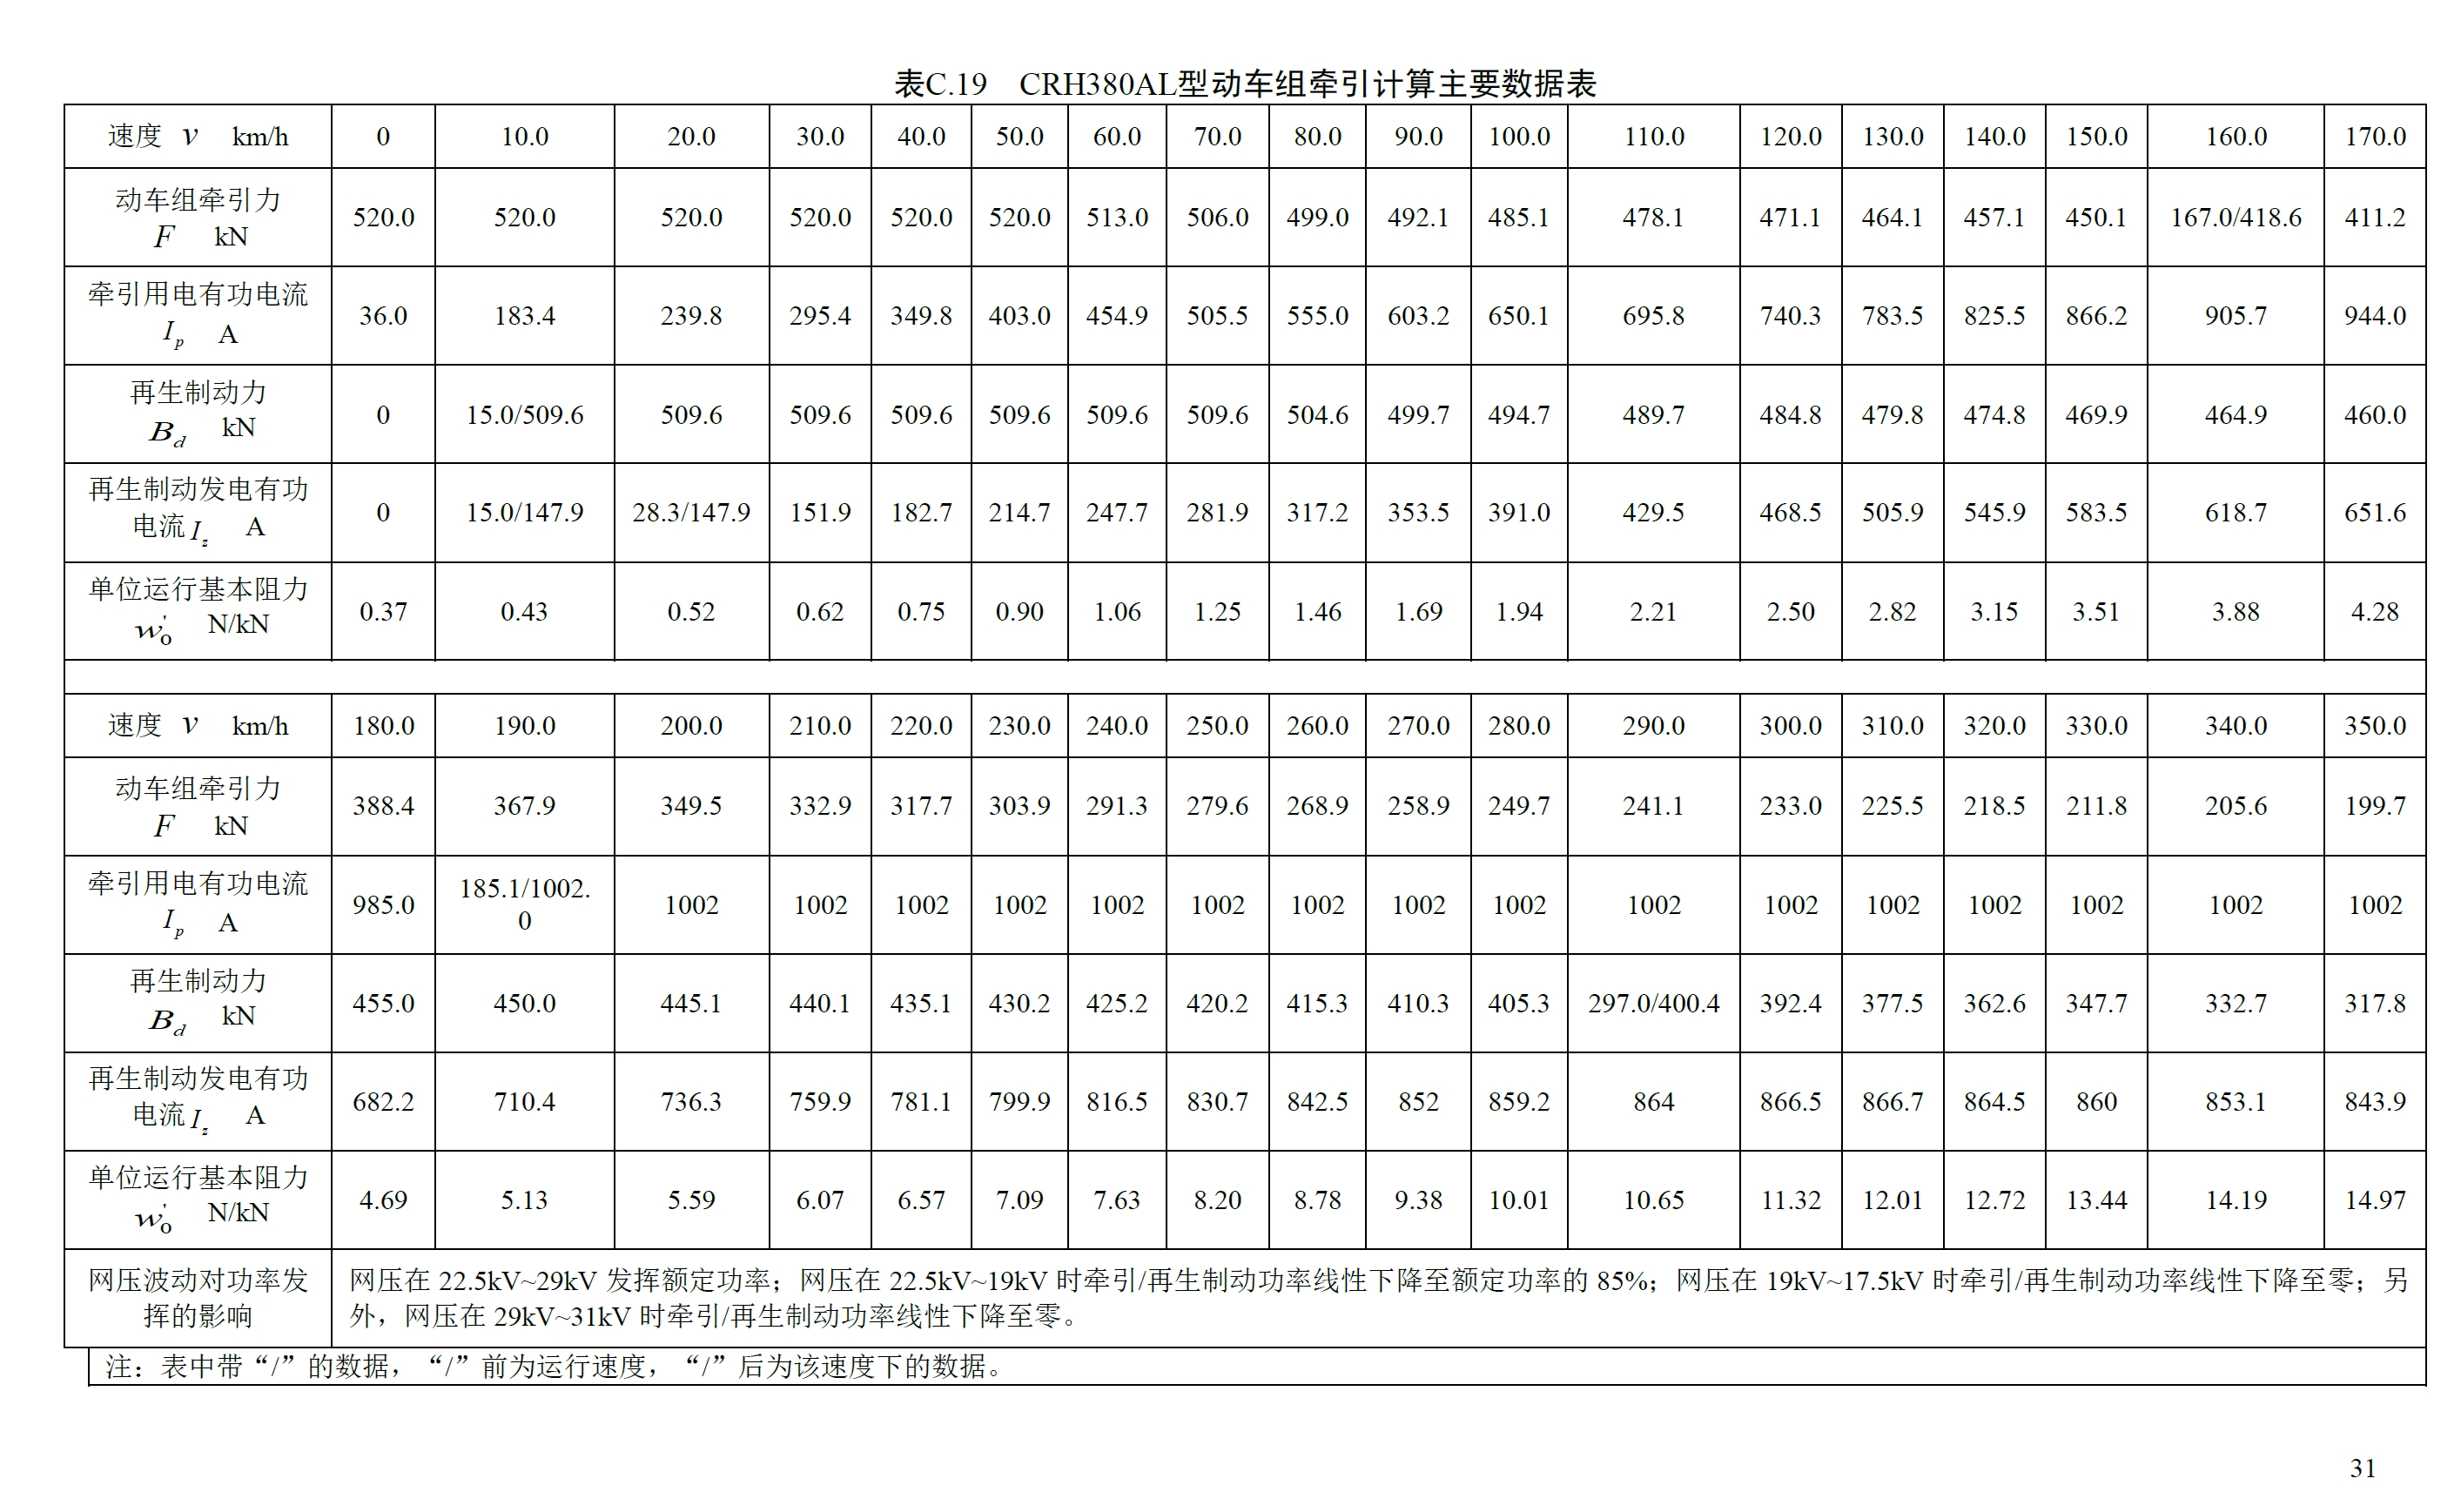 表C.19 CRH380AL型动车组牵引计算主要数据表
速度 v km/h 0 10.0 20.0 30.0 40.0 50.0 60.0 70.0 80.0 90.0 100.0 110.0 120.0 130.0 140.0 150.0 160.0 170.0
动车组牵引力
F kN 520.0 520.0 520.0 520.0 520.0 520.0 513.0 506.0 499.0 492.1 485.1 478.1 471.1 464.1 457.1 450.1 167.0/418.6 411.2
牵引用电有功电流
Ip A 36.0 183.4 239.8 295.4 349.8 403.0 454.9 505.5 555.0 603.2 650.1 695.8 740.3 783.5 825.5 866.2 905.7 944.0
再生制动力
Bd kN 0 15.0/509.6 509.6 509.6 509.6 509.6 509.6 509.6 504.6 499.7 494.7 489.7 484.8 479.8 474.8 469.9 464.9 460.0
再生制动发电有功
电流Iz A 0 15.0/147.9 28.3/147.9 151.9 182.7 214.7 247.7 281.9 317.2 353.5 391.0 429.5 468.5 505.9 545.9 583.5 618.7 651.6
单位运行基本阻力
w'o N/kN 0.37 0.43 0.52 0.62 0.75 0.90 1.06 1.25 1.46 1.69 1.94 2.21 2.50 2.82 3.15 3.51 3.88 4.28
速度 v km/h 180.0 190.0 200.0 210.0 220.0 230.0 240.0 250.0 260.0 270.0 280.0 290.0 300.0 310.0 320.0 330.0 340.0 350.0
动车组牵引力
F kN 388.4 367.9 349.5 332.9 317.7 303.9 291.3 279.6 268.9 258.9 249.7 241.1 233.0 225.5 218.5 211.8 205.6 199.7
牵引用电有功电流
Ip A 985.0 185.1/1002.0 1002 1002 1002 1002 1002 1002 1002 1002 1002 1002 1002 1002 1002 1002 1002 1002
再生制动力
Bd kN 455.0 450.0 445.1 440.1 435.1 430.2 425.2 420.2 415.3 410.3 405.3 297.0/400.4 392.4 377.5 362.6 347.7 332.7 317.8
再生制动发电有功
电流Iz A 682.2 710.4 736.3 759.9 781.1 799.9 816.5 830.7 842.5 852 859.2 864 866.5 866.7 864.5 860 853.1 843.9
单位运行基本阻力
w'o N/kN 4.69 5.13 5.59 6.07 6.57 7.09 7.63 8.20 8.78 9.38 10.01 10.65 11.32 12.01 12.72 13.44 14.19 14.97
网压波动对功率发
挥的影响
网压在 22.5kV~29kV 发挥额定功率；网压在 22.5kV~19kV 时牵引/再生制动功率线性下降至额定功率的 85%；网压在 19kV~17.5kV 时牵引/再生制动功率线性下降至零；另
外，网压在 29kV~31kV 时牵引/再生制动功率线性下降至零。
注：表中带“/”的数据，“/”前为运行速度，“/”后为该速度下的数据。
31